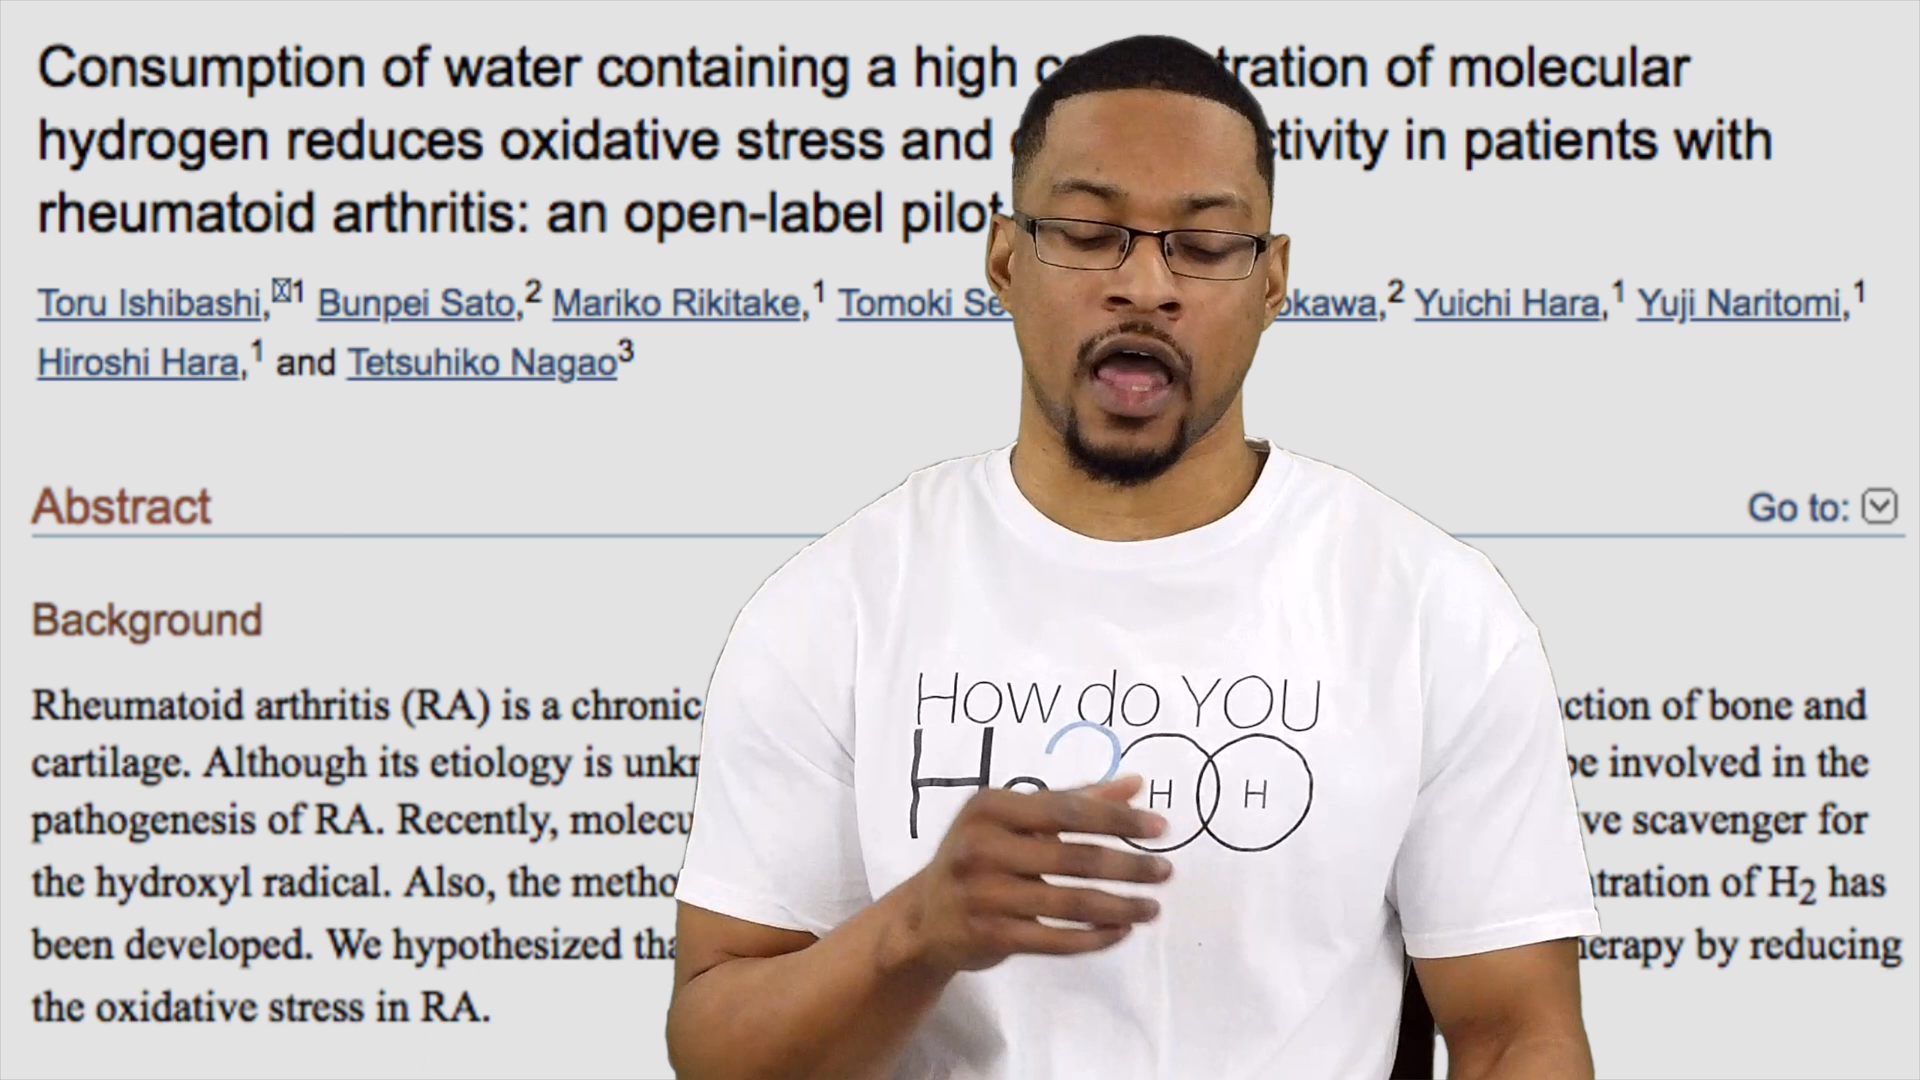 Consumption of water containing a high tration of molecular
hydrogen reduces oxidative stress and ctivity in patients with
rheumatoid arthritis: an open-label pilot
Toru Ishibashi,1 Bunpei Sato,2 Mariko Rikitake,1 Tomoki Se okawa,2 Yuichi Hara,1 Yuji Naritomi,1
Hiroshi Hara,1 and Tetsuhiko Nagao3
Abstract
Go to:
Background
Rheumatoid arthritis (RA) is a chronic ction of bone and
cartilage. Although its etiology is unkn be involved in the
pathogenesis of RA. Recently, molecu ve scavenger for
the hydroxyl radical. Also, the metho tration of H2 has
been developed. We hypothesized tha herapy by reducing
the oxidative stress in RA.
How do YOU
H2
H H